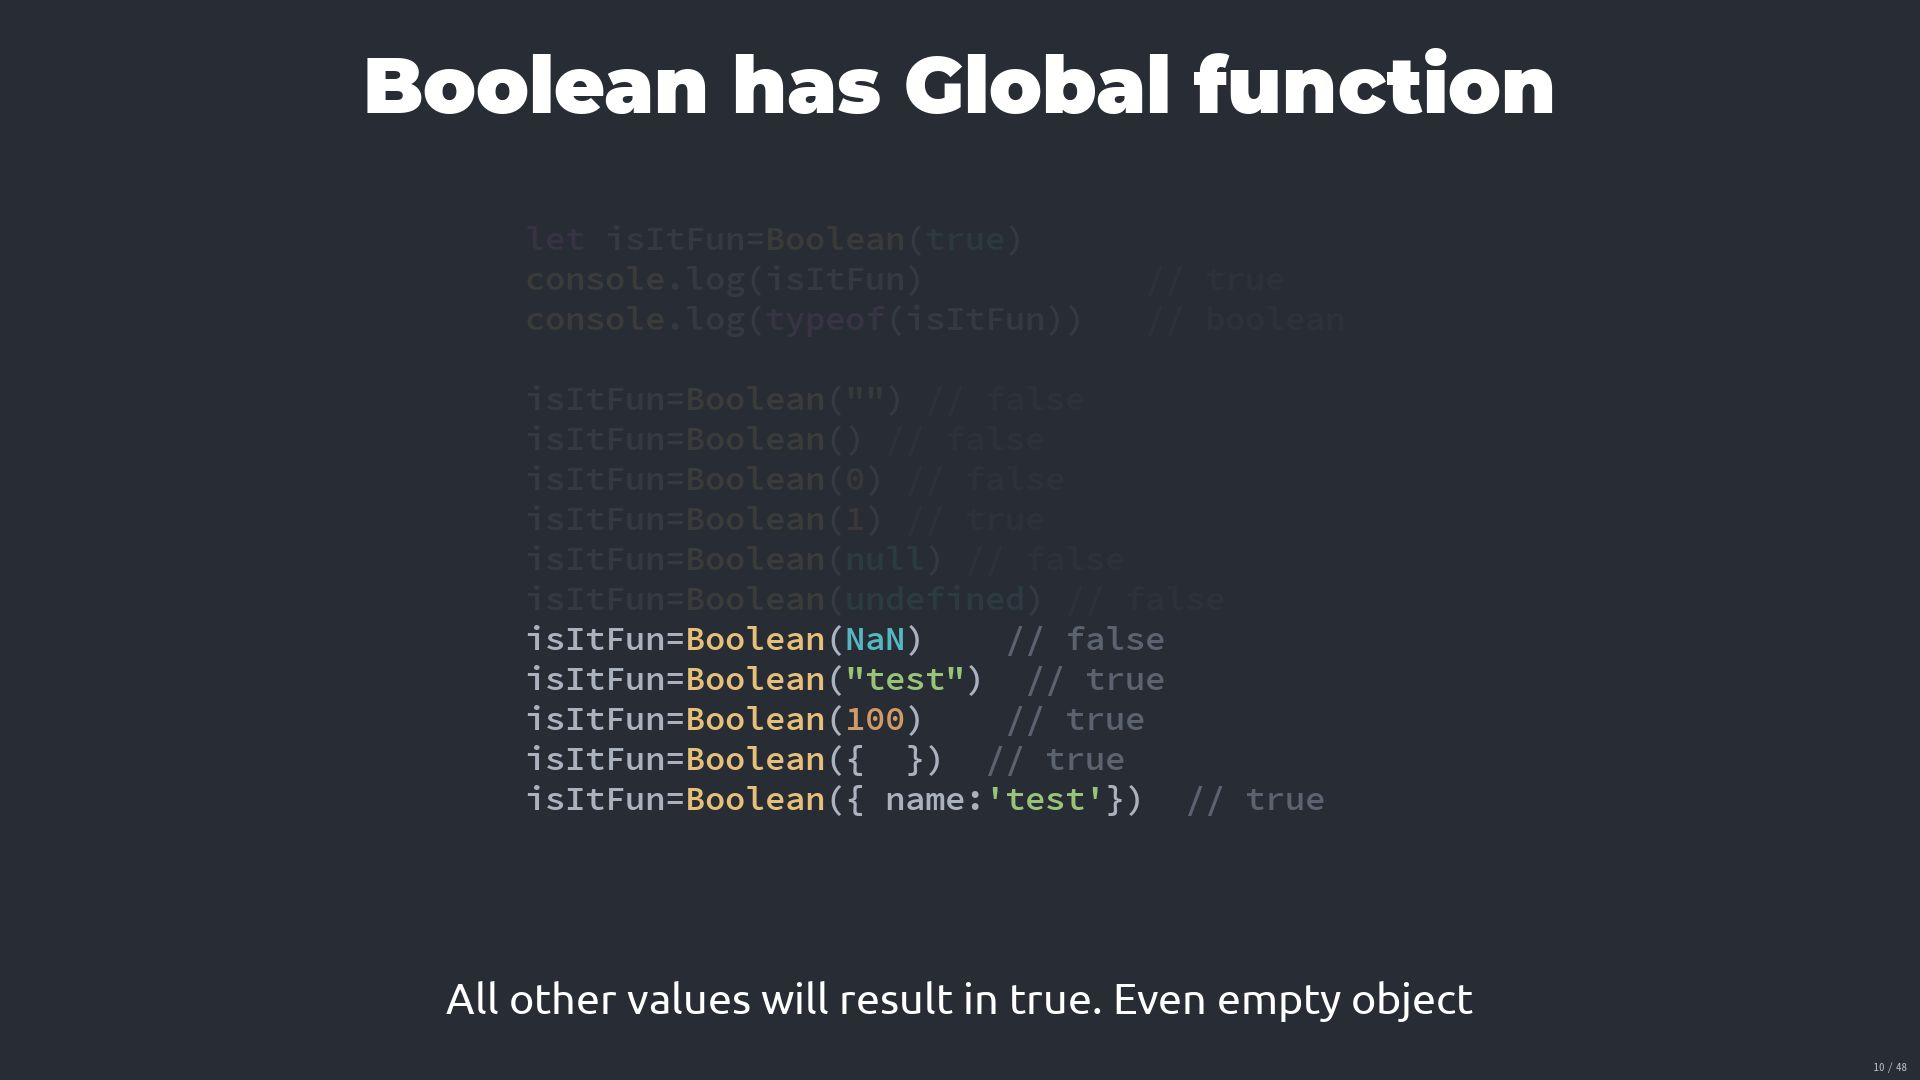 Boolean has Global function
let isItFun=Boolean(true)
console.log(isItFun)           // true
console.log(typeof(isItFun))   // boolean
isItFun=Boolean("") // false
isItFun=Boolean() // false
isItFun=Boolean(0) // false
isItFun=Boolean(1) // true
isItFun=Boolean(null) // false
isItFun=Boolean(undefined) // false
isItFun=Boolean(NaN)    // false
isItFun=Boolean("test")  // true
isItFun=Boolean(100)    // true
isItFun=Boolean({  })  // true
isItFun=Boolean({ name:'test'})  // true
All other values will result in true. Even empty object
10 / 48